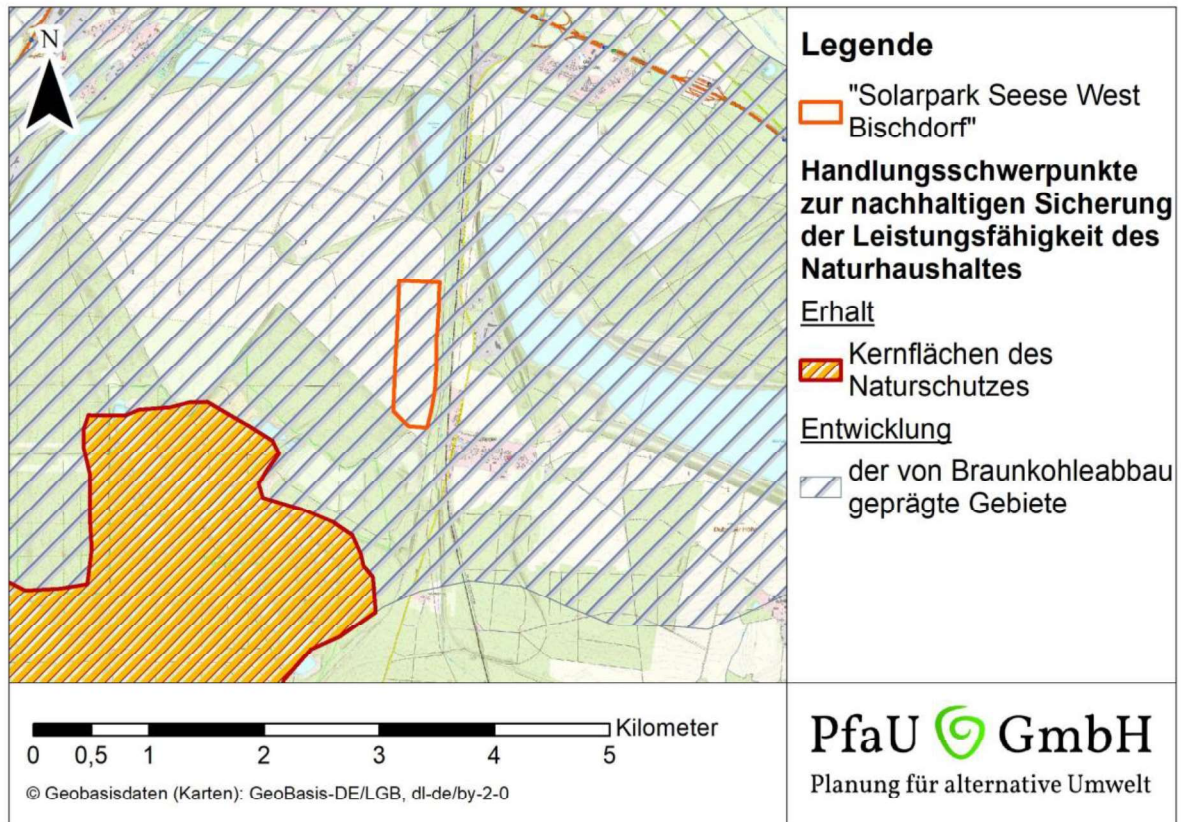 N
Legende
"Solarpark Seese West
Bischdorf"
Handlungsschwerpunkte
zur nachhaltigen Sicherung
der Leistungsfähigkeit des
Naturhaushaltes
Erhalt
Kernflächen des
Naturschutzes
Entwicklung
der von Braunkohleabbau
geprägte Gebiete
Kilometer
0 0,5 1 2 3 4 5
© Geobasisdaten (Karten): GeoBasis-DE/LGB, dl-de/by-2-0
PfaU GmbH
Planung für alternative Umwelt